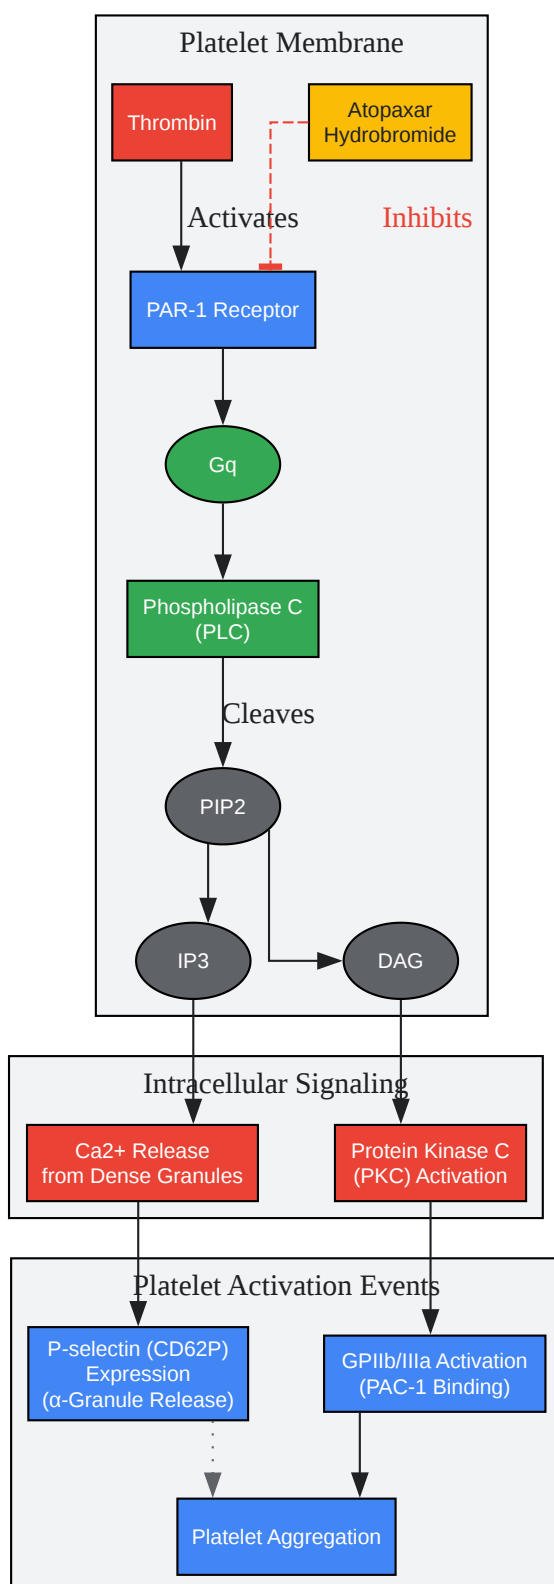 Platelet Membrane
Thrombin
Atopaxar
Hydrobromide
Activates
Inhibits
PAR-1 Receptor
Gq
Phospholipase C
(PLC)
Cleaves
PIP2
IP3
DAG
Intracellular Signaling
Ca2+ Release
from Dense Granules
Protein Kinase C
(PKC) Activation
Platelet Activation Events
P-selectin (CD62P)
Expression
(α-Granule Release)
GPIIb/IIIa Activation
(PAC-1 Binding)
Platelet Aggregation